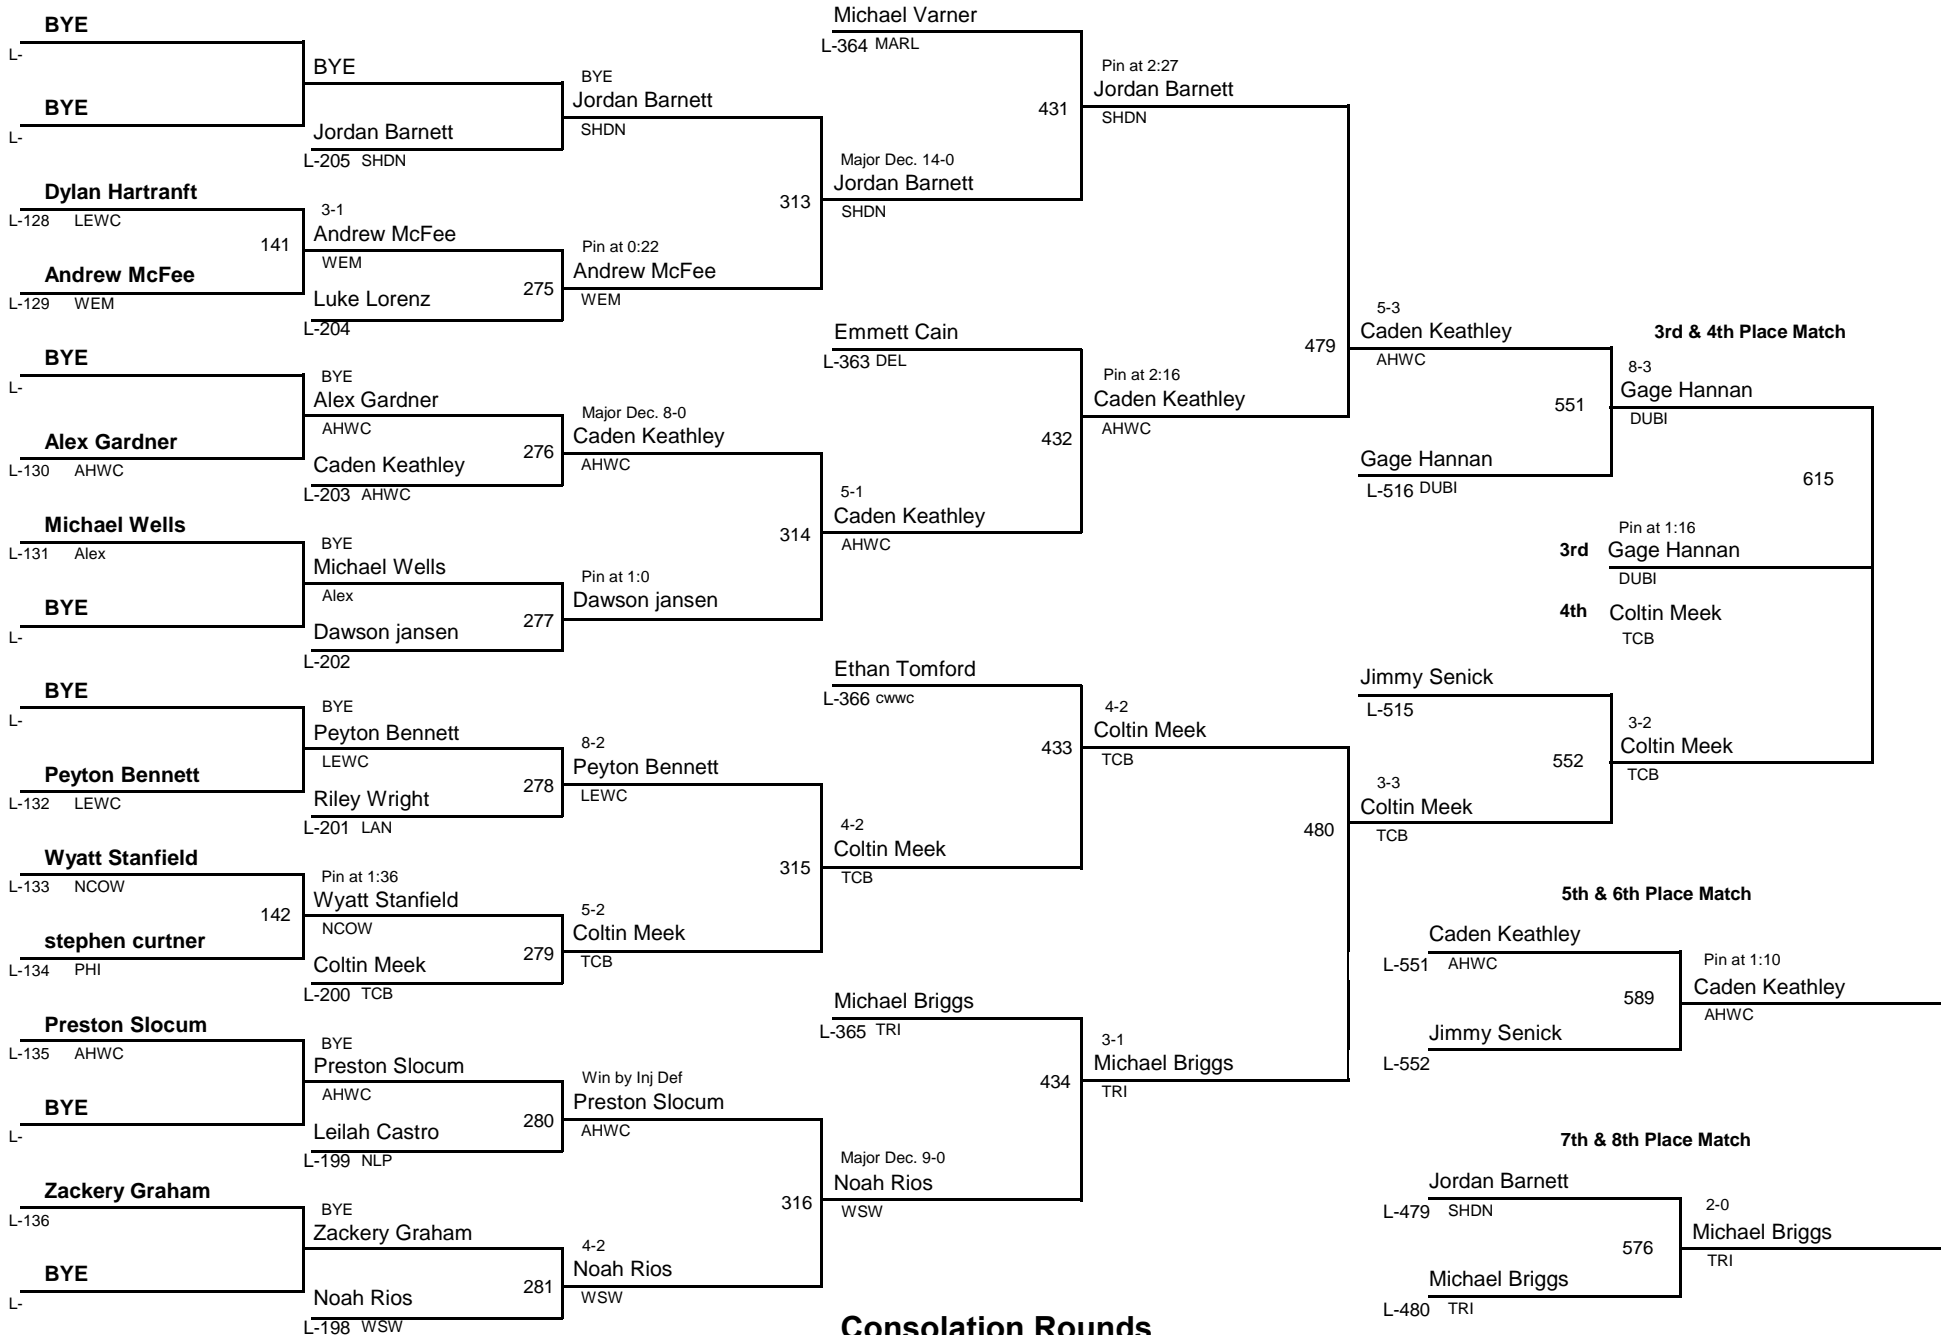 BYE
L-
BYE
L-
Dylan Hartranft
L-128 LEWC
141
Andrew McFee
L-129 WEM
BYE
L-
Alex Gardner
L-130 AHWC
Michael Wells
L-131 Alex
BYE
L-
BYE
L-
Peyton Bennett
L-132 LEWC
Wyatt Stanfield
L-133 NCOW
142
stephen curtner
L-134 PHI
Preston Slocum
L-135 AHWC
BYE
L-
Zackery Graham
L-136
BYE
L-
BYE
Jordan Barnett
L-205 SHDN
3-1
Andrew McFee
WEM
275
Luke Lorenz
L-204
BYE
Alex Gardner
AHWC
276
Caden Keathley
L-203 AHWC
BYE
Michael Wells
Alex
277
Dawson jansen
L-202
BYE
Peyton Bennett
LEWC
278
Riley Wright
L-201 LAN
Pin at 1:36
Wyatt Stanfield
NCOW
279
Coltin Meek
L-200 TCB
BYE
Preston Slocum
AHWC
280
Leilah Castro
L-199 NLP
BYE
Zackery Graham
281
Noah Rios
L-198 WSW
BYE
Jordan Barnett
SHDN
313
Pin at 0:22
Andrew McFee
WEM
Major Dec. 8-0
Caden Keathley
AHWC
314
Pin at 1:0
Dawson jansen
8-2
Peyton Bennett
LEWC
315
5-2
Coltin Meek
TCB
Win by Inj Def
Preston Slocum
AHWC
316
4-2
Noah Rios
WSW
Michael Varner
L-364 MARL
431
Major Dec. 14-0
Jordan Barnett
SHDN
Emmett Cain
L-363 DEL
432
5-1
Caden Keathley
AHWC
Ethan Tomford
L-366 cwwc
433
4-2
Coltin Meek
TCB
Michael Briggs
L-365 TRI
434
Major Dec. 9-0
Noah Rios
WSW
Consolation Rounds
Pin at 2:27
Jordan Barnett
SHDN
479
Pin at 2:16
Caden Keathley
AHWC
4-2
Coltin Meek
TCB
480
3-1
Michael Briggs
TRI
5-3
Caden Keathley
AHWC
551
Gage Hannan
L-516 DUBI
Jimmy Senick
L-515
552
3-3
Coltin Meek
TCB
3rd & 4th Place Match
8-3
Gage Hannan
DUBI
615
Pin at 1:16
3rd Gage Hannan
DUBI
4th Coltin Meek
TCB
3-2
Coltin Meek
TCB
5th & 6th Place Match
Caden Keathley
L-551 AHWC
589
Jimmy Senick
L-552
Pin at 1:10
Caden Keathley
AHWC
7th & 8th Place Match
Jordan Barnett
L-479 SHDN
576
Michael Briggs
L-480 TRI
2-0
Michael Briggs
TRI